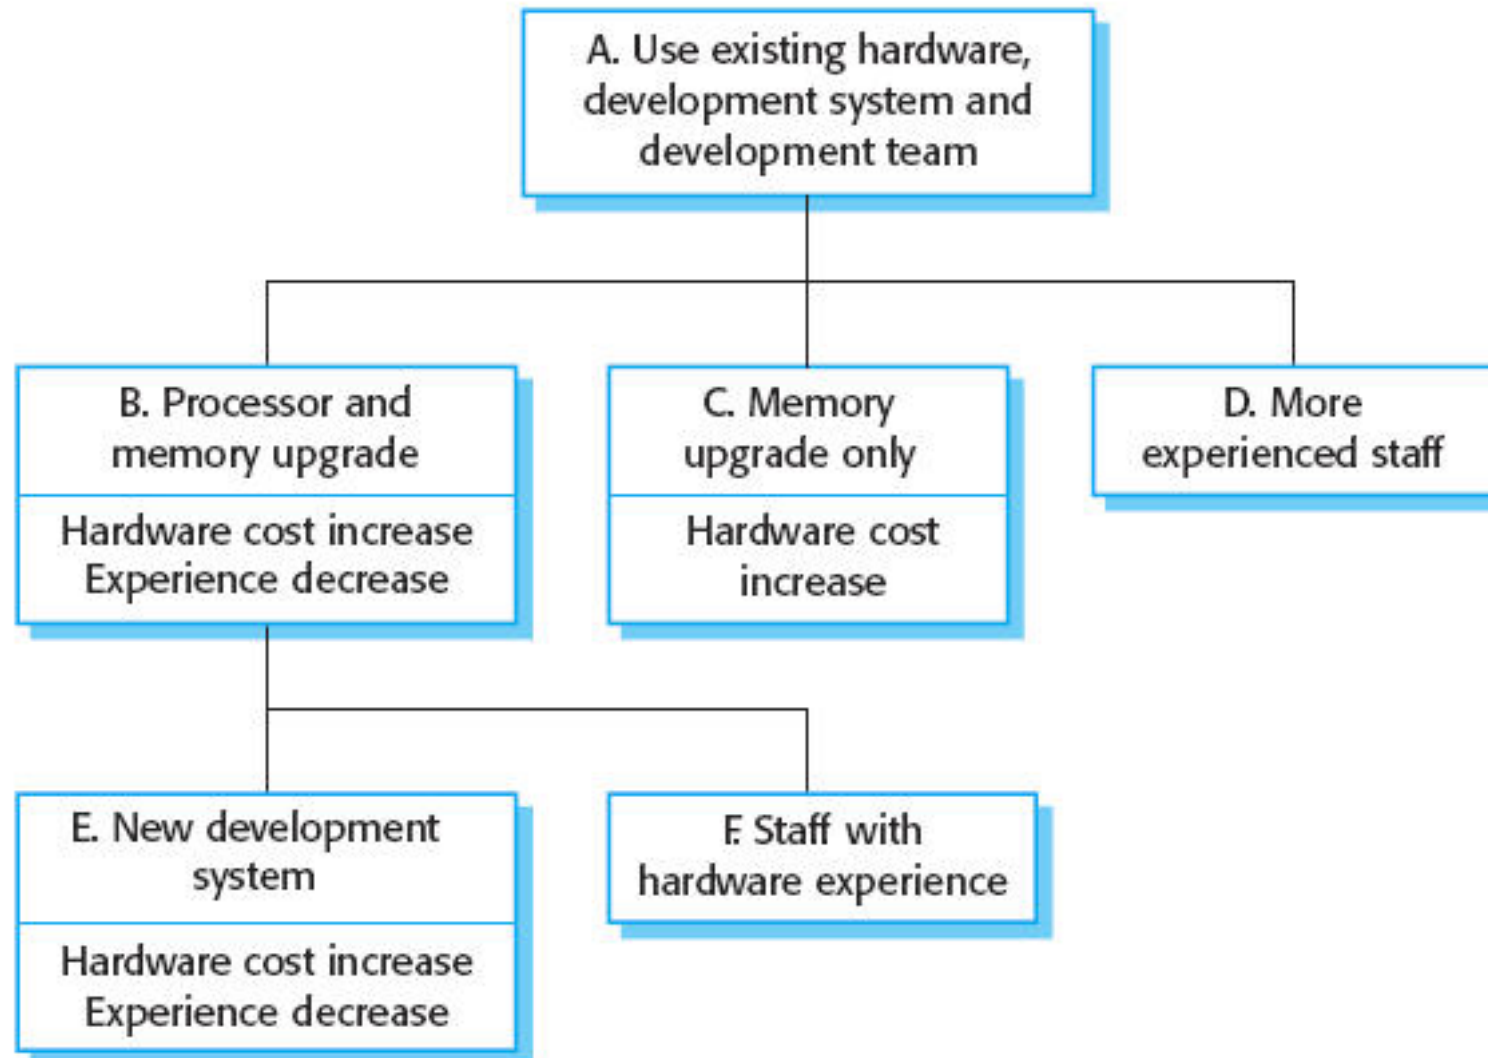 A. Use existing hardware,
development system and
development team
B. Processor and
memory upgrade
Hardware cost increase
Experience decrease
C. Memory
upgrade only
Hardware cost
increase
D. More
experienced staff
E. New development
system
Hardware cost increase
Experience decrease
F. Staff with
hardware experience